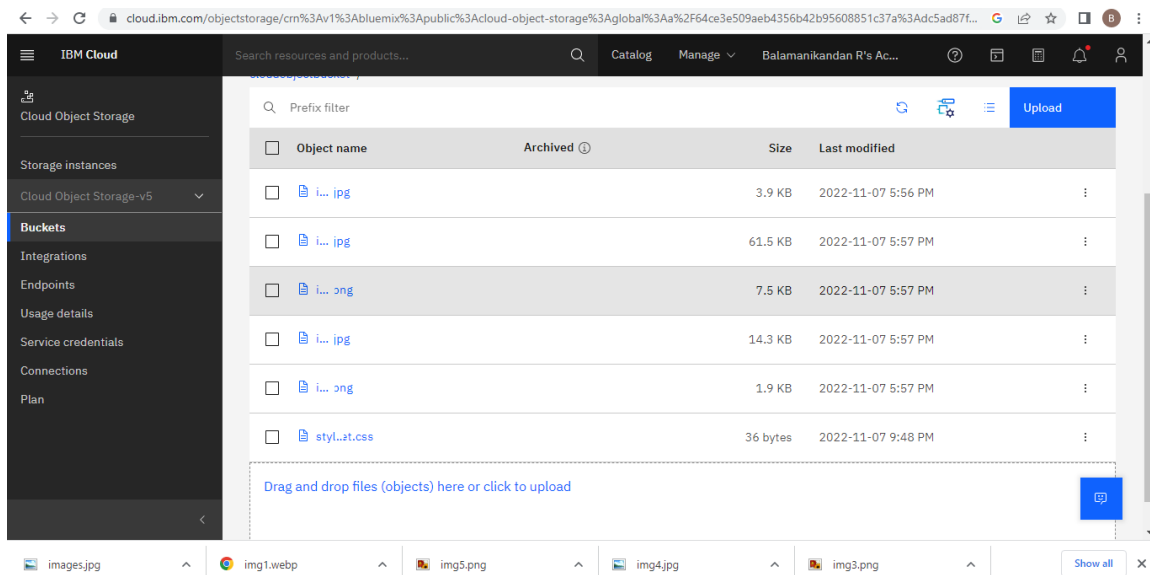 cloud.ibm.com/objectstorage/crn%3Av1%3Abluemix%3Apublic%3Acloud-object-storage%3Aglobal%3Aa%2F64ce3e509aeb4356b42b95608851c37a%3Adc5ad87f...
B
IBM Cloud
Search resources and products...
Catalog
Manage
Balamanikandan R's Ac...
Cloud Object Storage
Storage instances
Cloud Object Storage-v5
Buckets
Integrations
Endpoints
Usage details
Service credentials
Connections
Plan
Prefix filter
Upload
Object name Archived Size Last modified
i... jpg 3.9 KB 2022-11-07 5:56 PM
i... jpg 61.5 KB 2022-11-07 5:57 PM
i... png 7.5 KB 2022-11-07 5:57 PM
i... jpg 14.3 KB 2022-11-07 5:57 PM
i... png 1.9 KB 2022-11-07 5:57 PM
styl..et.css 36 bytes 2022-11-07 9:48 PM
Drag and drop files (objects) here or click to upload
images.jpg
img1.webp
img5.png
img4.jpg
img3.png
Show all